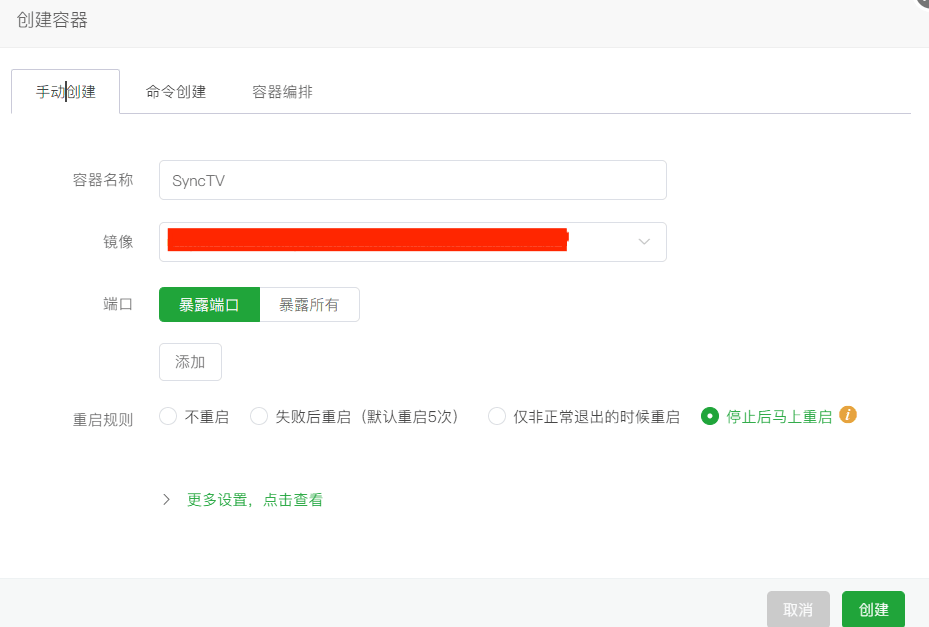 创建容器
手动创建 命令创建 容器编排
容器名称 SyncTV
镜像
端口 暴露端口 暴露所有
添加
重启规则 不重启 失败后重启（默认重启5次） 仅非正常退出的时候重启 停止后马上重启 i
更多设置，点击查看
取消 创建